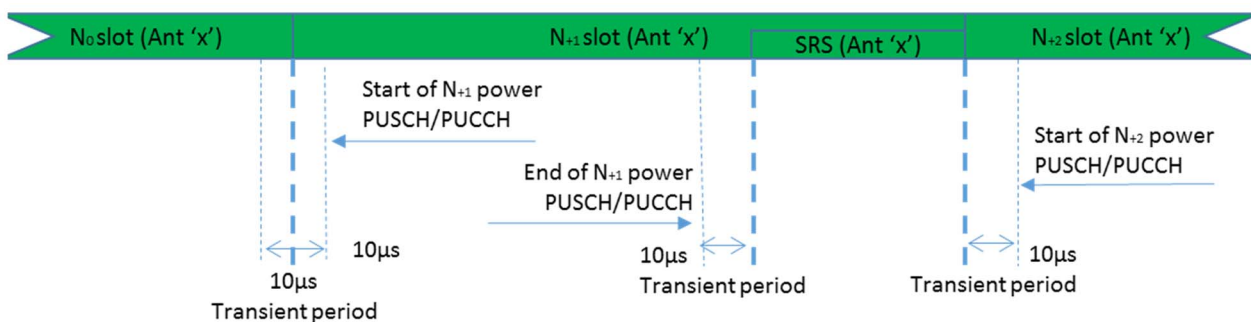 N₀ slot (Ant ‘x’)
N₊₁ slot (Ant ‘x’)
SRS (Ant ‘x’)
N₊₂ slot (Ant ‘x’)
Start of N₊₁ power
PUSCH/PUCCH
Start of N₊₂ power
PUSCH/PUCCH
End of N₊₁ power
PUSCH/PUCCH
10µs
10µs
Transient period
10µs
Transient period
10µs
Transient period